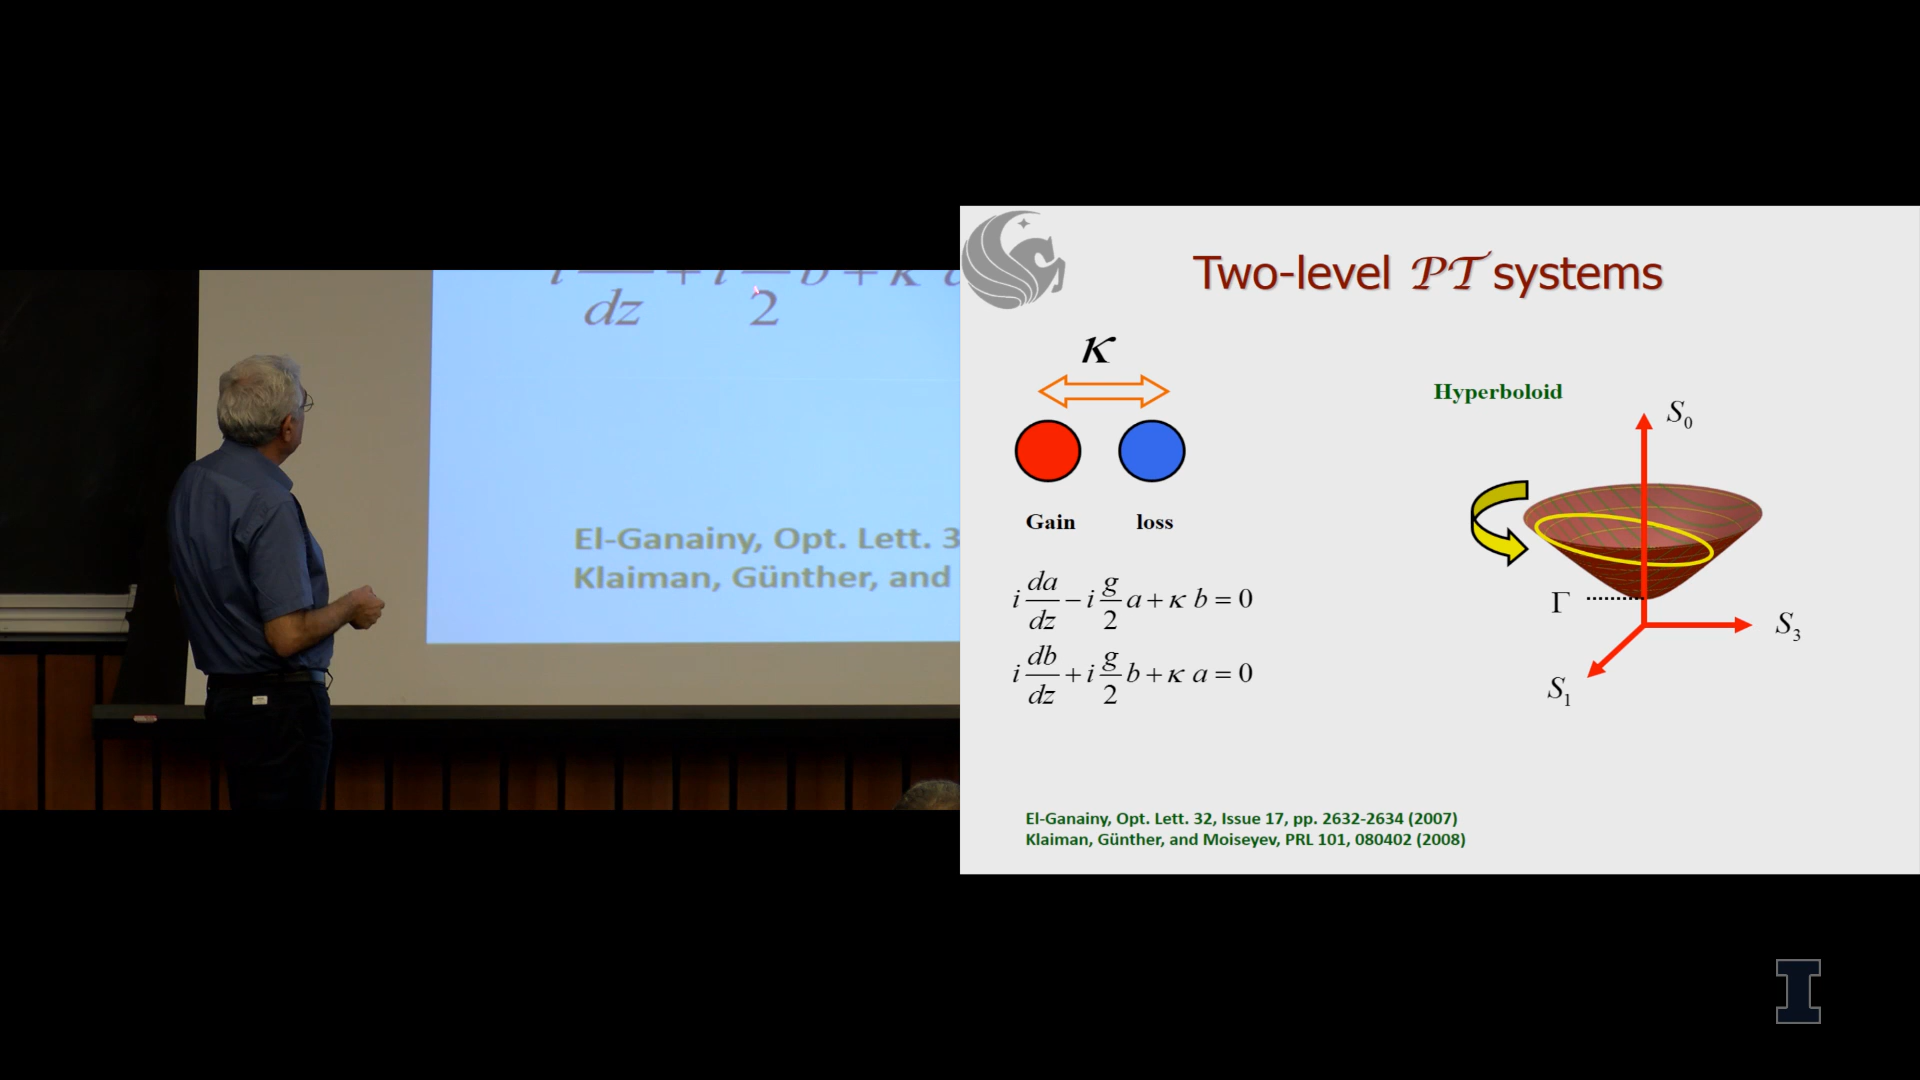 i dz + i 2 b + κ
El-Ganainy, Opt. Lett. 3
Klaiman, Günther, and
Two-level 𝒫𝒯 systems
κ
Gain loss
i da/dz − i g/2 a + κ b = 0
i db/dz + i g/2 b + κ a = 0
Hyperboloid
S₀
Γ
S₃
S₁
El-Ganainy, Opt. Lett. 32, Issue 17, pp. 2632-2634 (2007)
Klaiman, Günther, and Moiseyev, PRL 101, 080402 (2008)
I